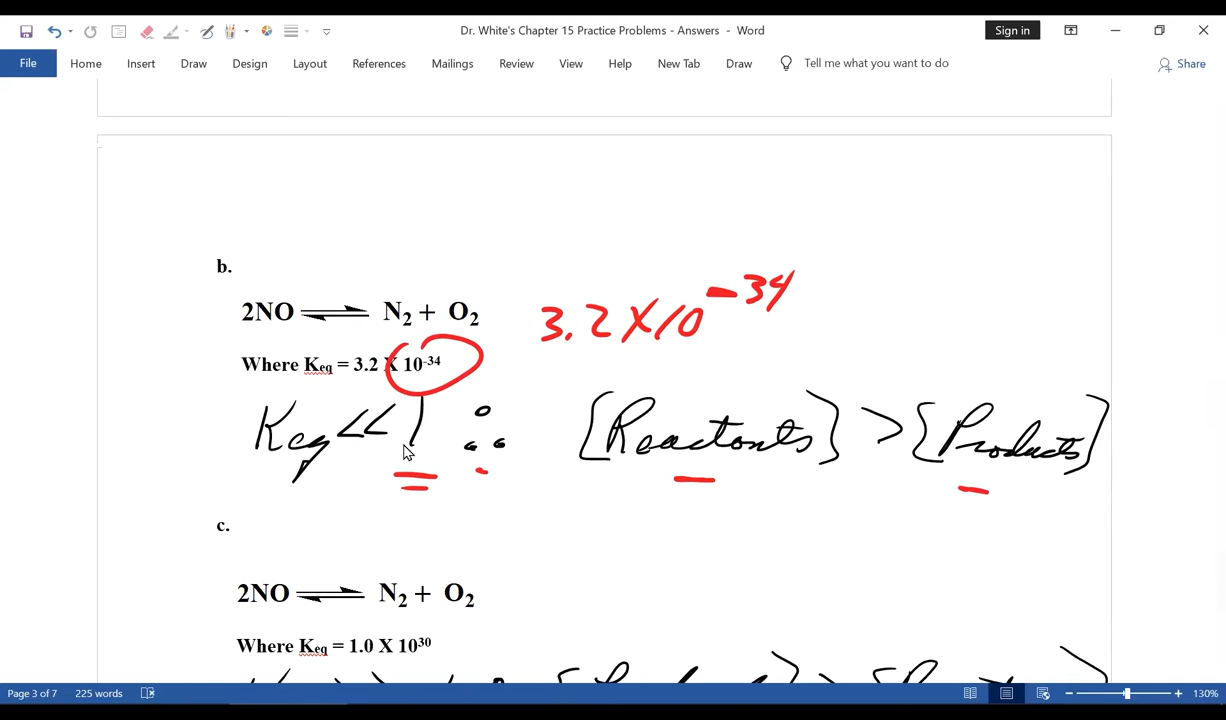 Dr. White's Chapter 15 Practice Problems - Answers - Word
Sign in
File Home Insert Draw Design Layout References Mailings Review View Help New Tab Draw Tell me what you want to do Share
b.
2NO ⇌ N₂ + O₂
3.2 X 10⁻³⁴
Where Keq = 3.2 X 10⁻³⁴
Keq << 1 ∴ [Reactants] > [Products]
c.
2NO ⇌ N₂ + O₂
Where Keq = 1.0 X 10³⁰
Page 3 of 7 225 words 130%